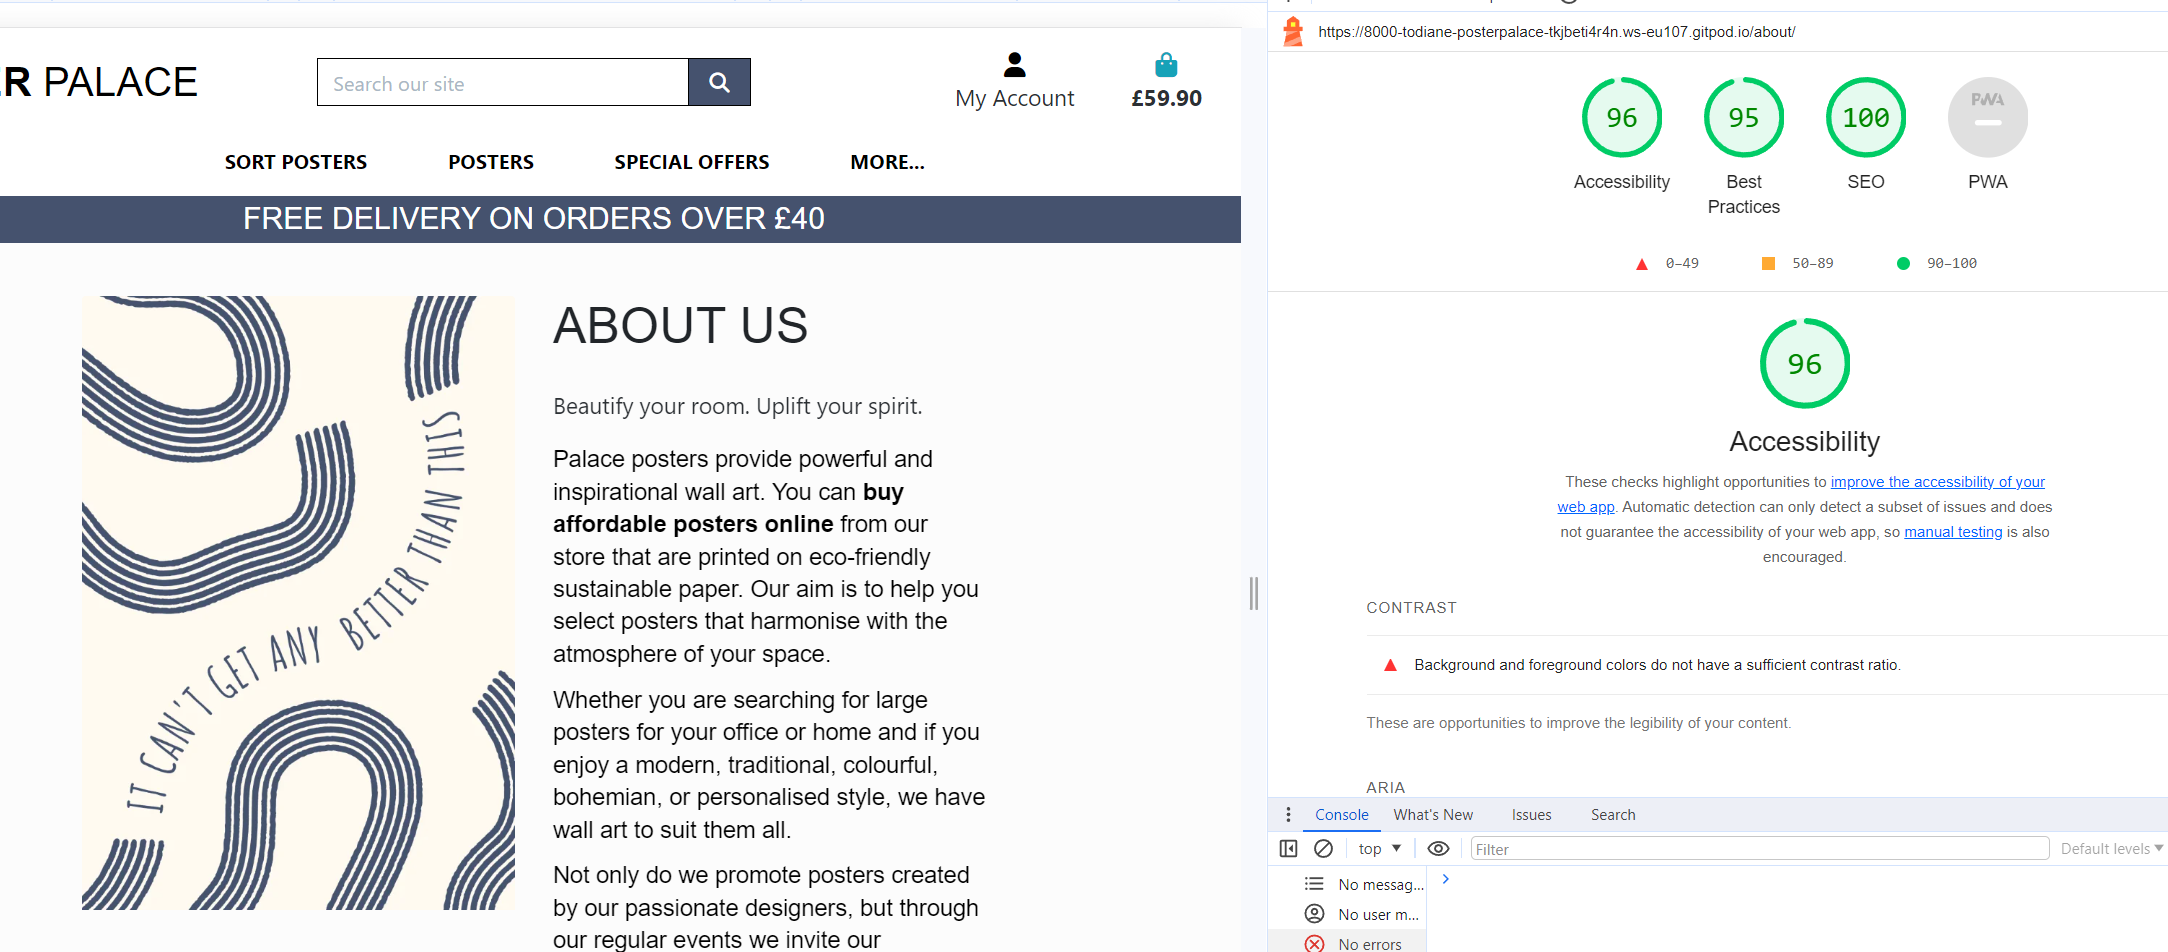 ER PALACE
Search our site
My Account
£59.90
SORT POSTERS
POSTERS
SPECIAL OFFERS
MORE...
FREE DELIVERY ON ORDERS OVER £40
IT CAN'T GET ANY BETTER THAN THIS
ABOUT US
Beautify your room. Uplift your spirit.
Palace posters provide powerful and
inspirational wall art. You can buy
affordable posters online from our
store that are printed on eco-friendly
sustainable paper. Our aim is to help you
select posters that harmonise with the
atmosphere of your space.
Whether you are searching for large
posters for your office or home and if you
enjoy a modern, traditional, colourful,
bohemian, or personalised style, we have
wall art to suit them all.
Not only do we promote posters created
by our passionate designers, but through
our regular events we invite our
https://8000-todiane-posterpalace-tkjbeti4r4n.ws-eu107.gitpod.io/about/
96
Accessibility
95
Best
Practices
100
SEO
PWA
PWA
0–49
50–89
90–100
96
Accessibility
These checks highlight opportunities to improve the accessibility of your
web app. Automatic detection can only detect a subset of issues and does
not guarantee the accessibility of your web app, so manual testing is also
encouraged.
CONTRAST
Background and foreground colors do not have a sufficient contrast ratio.
These are opportunities to improve the legibility of your content.
ARIA
Console
What's New
Issues
Search
top
Filter
Default levels
No messag...
No user m...
No errors